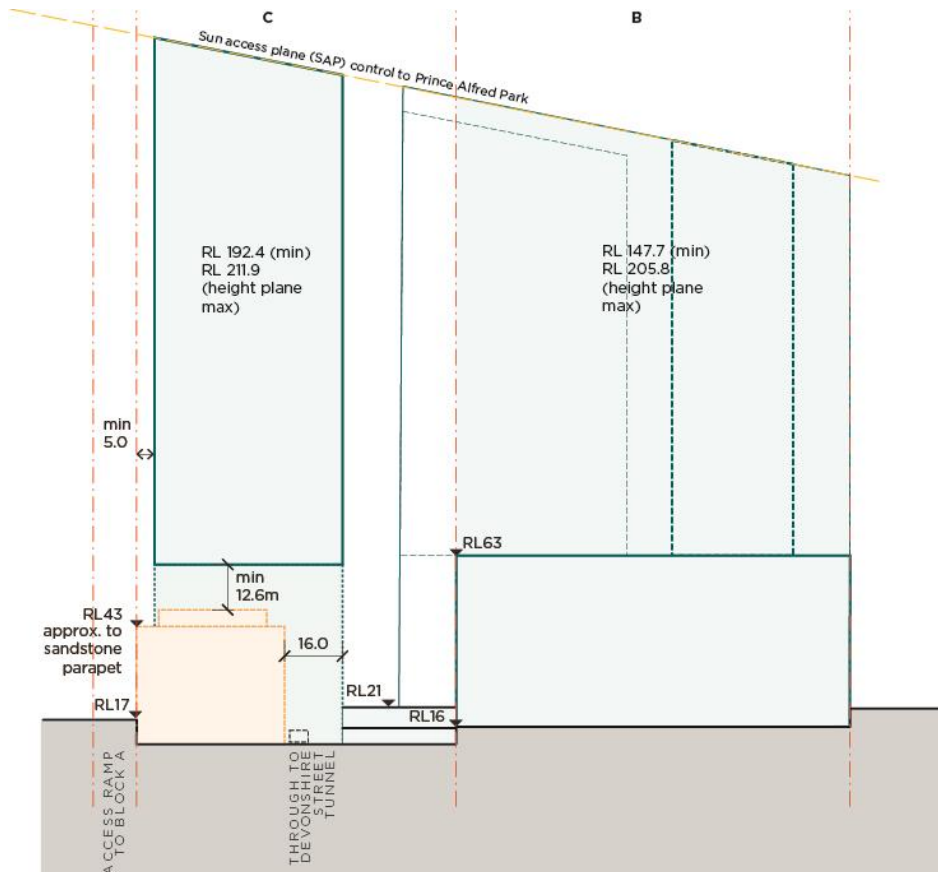 C
B
Sun access plane (SAP) control to Prince Alfred Park
RL 192.4 (min)
RL 211.9
(height plane
max)
RL 147.7 (min)
RL 205.8
(height plane
max)
min
5.0
RL63
min
12.6m
RL43
approx. to
sandstone
parapet
16.0
RL21
RL17
RL16
ACCESS RAMP
TO BLOCK A
THROUGH TO
DEVONSHIRE
STREET
TUNNEL